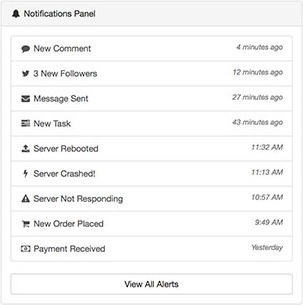 Notifications Panel
New Comment 4 minutes ago
3 New Followers 12 minutes ago
Message Sent 27 minutes ago
New Task 43 minutes ago
Server Rebooted 11:32 AM
Server Crashed! 11:13 AM
Server Not Responding 10:57 AM
New Order Placed 9:49 AM
Payment Received Yesterday
View All Alerts